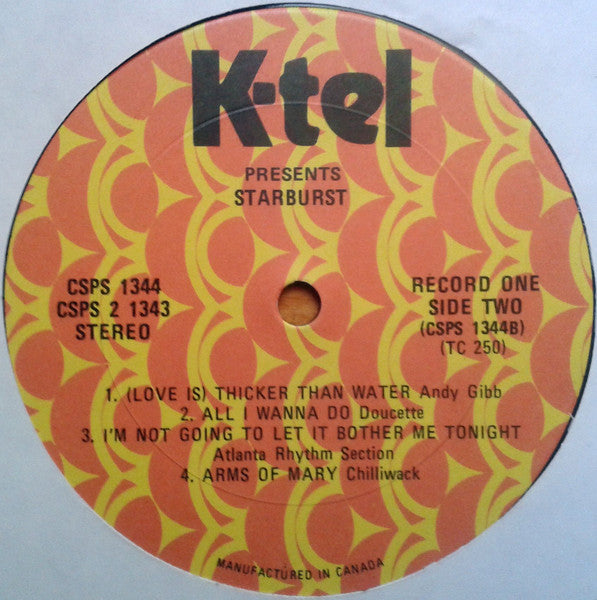 K-tel
PRESENTS
STARBURST
CSPS 1344
CSPS 2 1343
STEREO
RECORD ONE
SIDE TWO
(CSPS 1344B)
(TC 250)
1. (LOVE IS) THICKER THAN WATER Andy Gibb
2. ALL I WANNA DO Doucette
3. I'M NOT GOING TO LET IT BOTHER ME TONIGHT
Atlanta Rhythm Section
4. ARMS OF MARY Chilliwack
MANUFACTURED IN CANADA